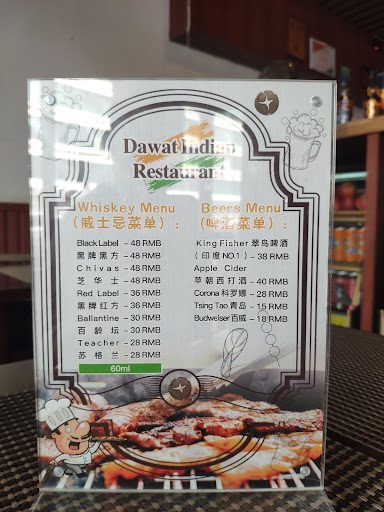 Dawat Indian
Restaurant
Whiskey Menu
（威士忌菜单）：
Black Label - 48 RMB
黑牌黑方 - 48 RMB
Chivas - 48 RMB
芝华士 - 48 RMB
Red Label - 36 RMB
黑牌红方 - 36 RMB
Ballantine - 30 RMB
百龄坛 - 30 RMB
Teacher - 28 RMB
苏格兰 - 28 RMB
60ml
Beers Menu
（啤酒菜单）：
King Fisher 翠鸟啤酒
（印度 NO.1） - 38 RMB
Apple Cider
苹朝西打酒 - 40 RMB
Corona 科罗娜 - 28 RMB
Tsing Tao 青岛 - 15 RMB
Budweiser 百威 - 18 RMB